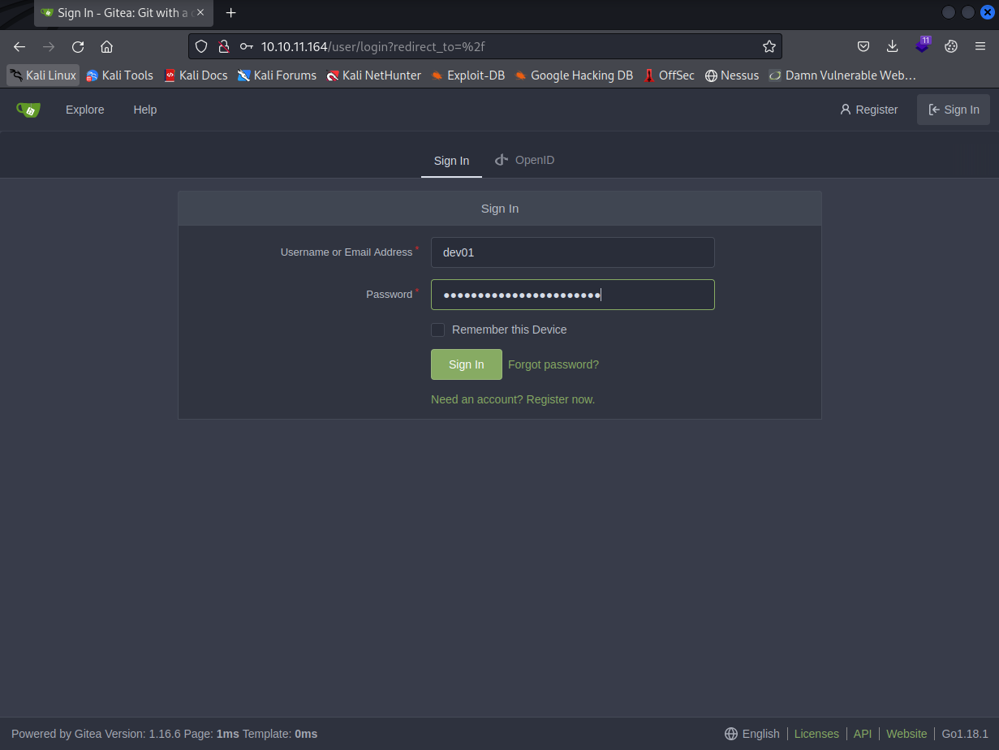 Sign In - Gitea: Git with a c
10.10.11.164/user/login?redirect_to=%2f
11
Kali Linux Kali Tools Kali Docs Kali Forums Kali NetHunter Exploit-DB Google Hacking DB OffSec Nessus Damn Vulnerable Web…
Explore Help Register Sign In
Sign In OpenID
Sign In
Username or Email Address * dev01
Password * ●●●●●●●●●●●●●●●●●●●●●●●
Remember this Device
Sign In Forgot password?
Need an account? Register now.
Powered by Gitea Version: 1.16.6 Page: 1ms Template: 0ms English Licenses API Website Go1.18.1